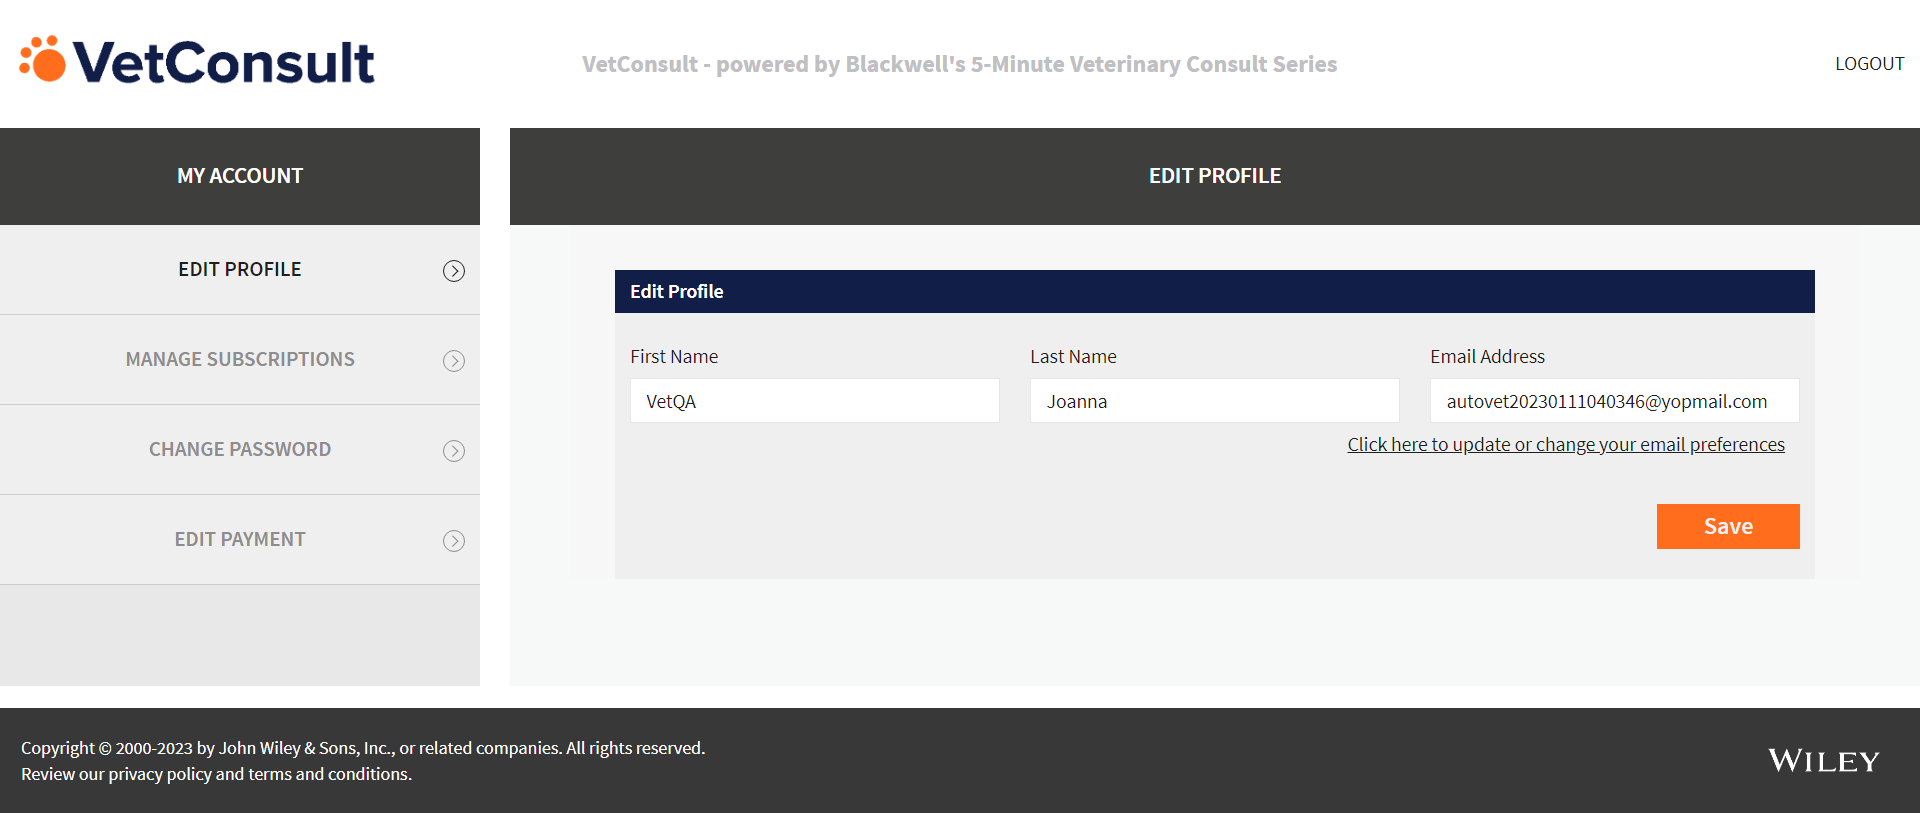 VetConsult
VetConsult - powered by Blackwell's 5-Minute Veterinary Consult Series
LOGOUT
MY ACCOUNT
EDIT PROFILE
MANAGE SUBSCRIPTIONS
CHANGE PASSWORD
EDIT PAYMENT
EDIT PROFILE
Edit Profile
First Name
Last Name
Email Address
VetQA
Joanna
autovet20230111040346@yopmail.com
Click here to update or change your email preferences
Save
Copyright © 2000-2023 by John Wiley & Sons, Inc., or related companies. All rights reserved.
Review our privacy policy and terms and conditions.
WILEY